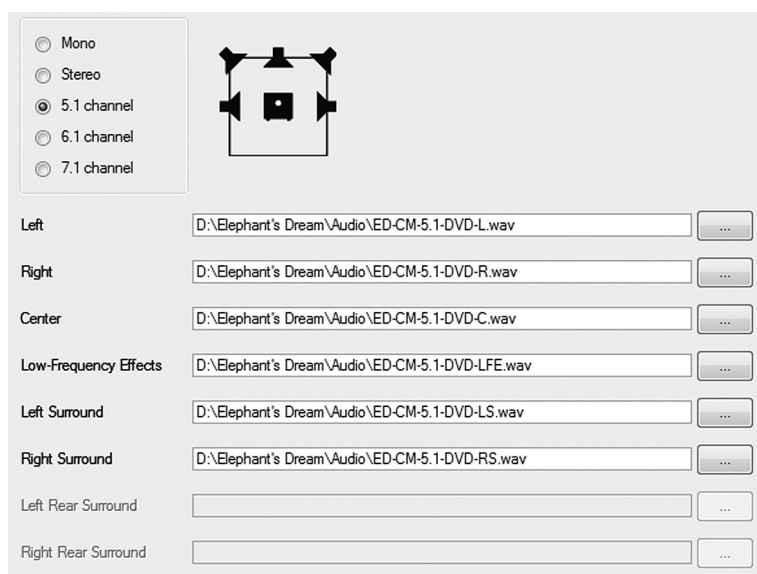 Mono
Stereo
5.1 channel
6.1 channel
7.1 channel
Left D:\Elephant's Dream\Audio\ED-CM-5.1-DVD-L.wav ...
Right D:\Elephant's Dream\Audio\ED-CM-5.1-DVD-R.wav ...
Center D:\Elephant's Dream\Audio\ED-CM-5.1-DVD-C.wav ...
Low-Frequency Effects D:\Elephant's Dream\Audio\ED-CM-5.1-DVD-LFE.wav ...
Left Surround D:\Elephant's Dream\Audio\ED-CM-5.1-DVD-LS.wav ...
Right Surround D:\Elephant's Dream\Audio\ED-CM-5.1-DVD-RS.wav ...
Left Rear Surround ...
Right Rear Surround ...